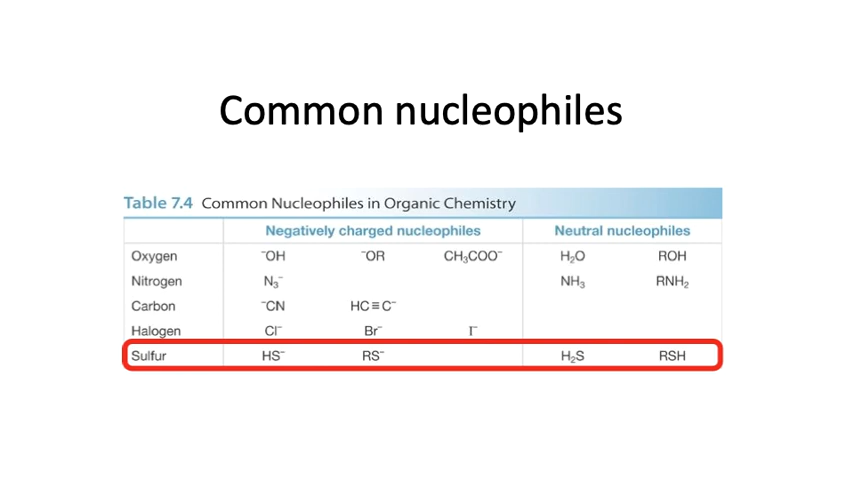 Common nucleophiles
Table 7.4 Common Nucleophiles in Organic Chemistry
Negatively charged nucleophiles Neutral nucleophiles
Oxygen ⁻OH ⁻OR CH₃COO⁻ H₂O ROH
Nitrogen N₃⁻ NH₃ RNH₂
Carbon ⁻CN HC≡C⁻
Halogen Cl⁻ Br⁻ I⁻
Sulfur HS⁻ RS⁻ H₂S RSH